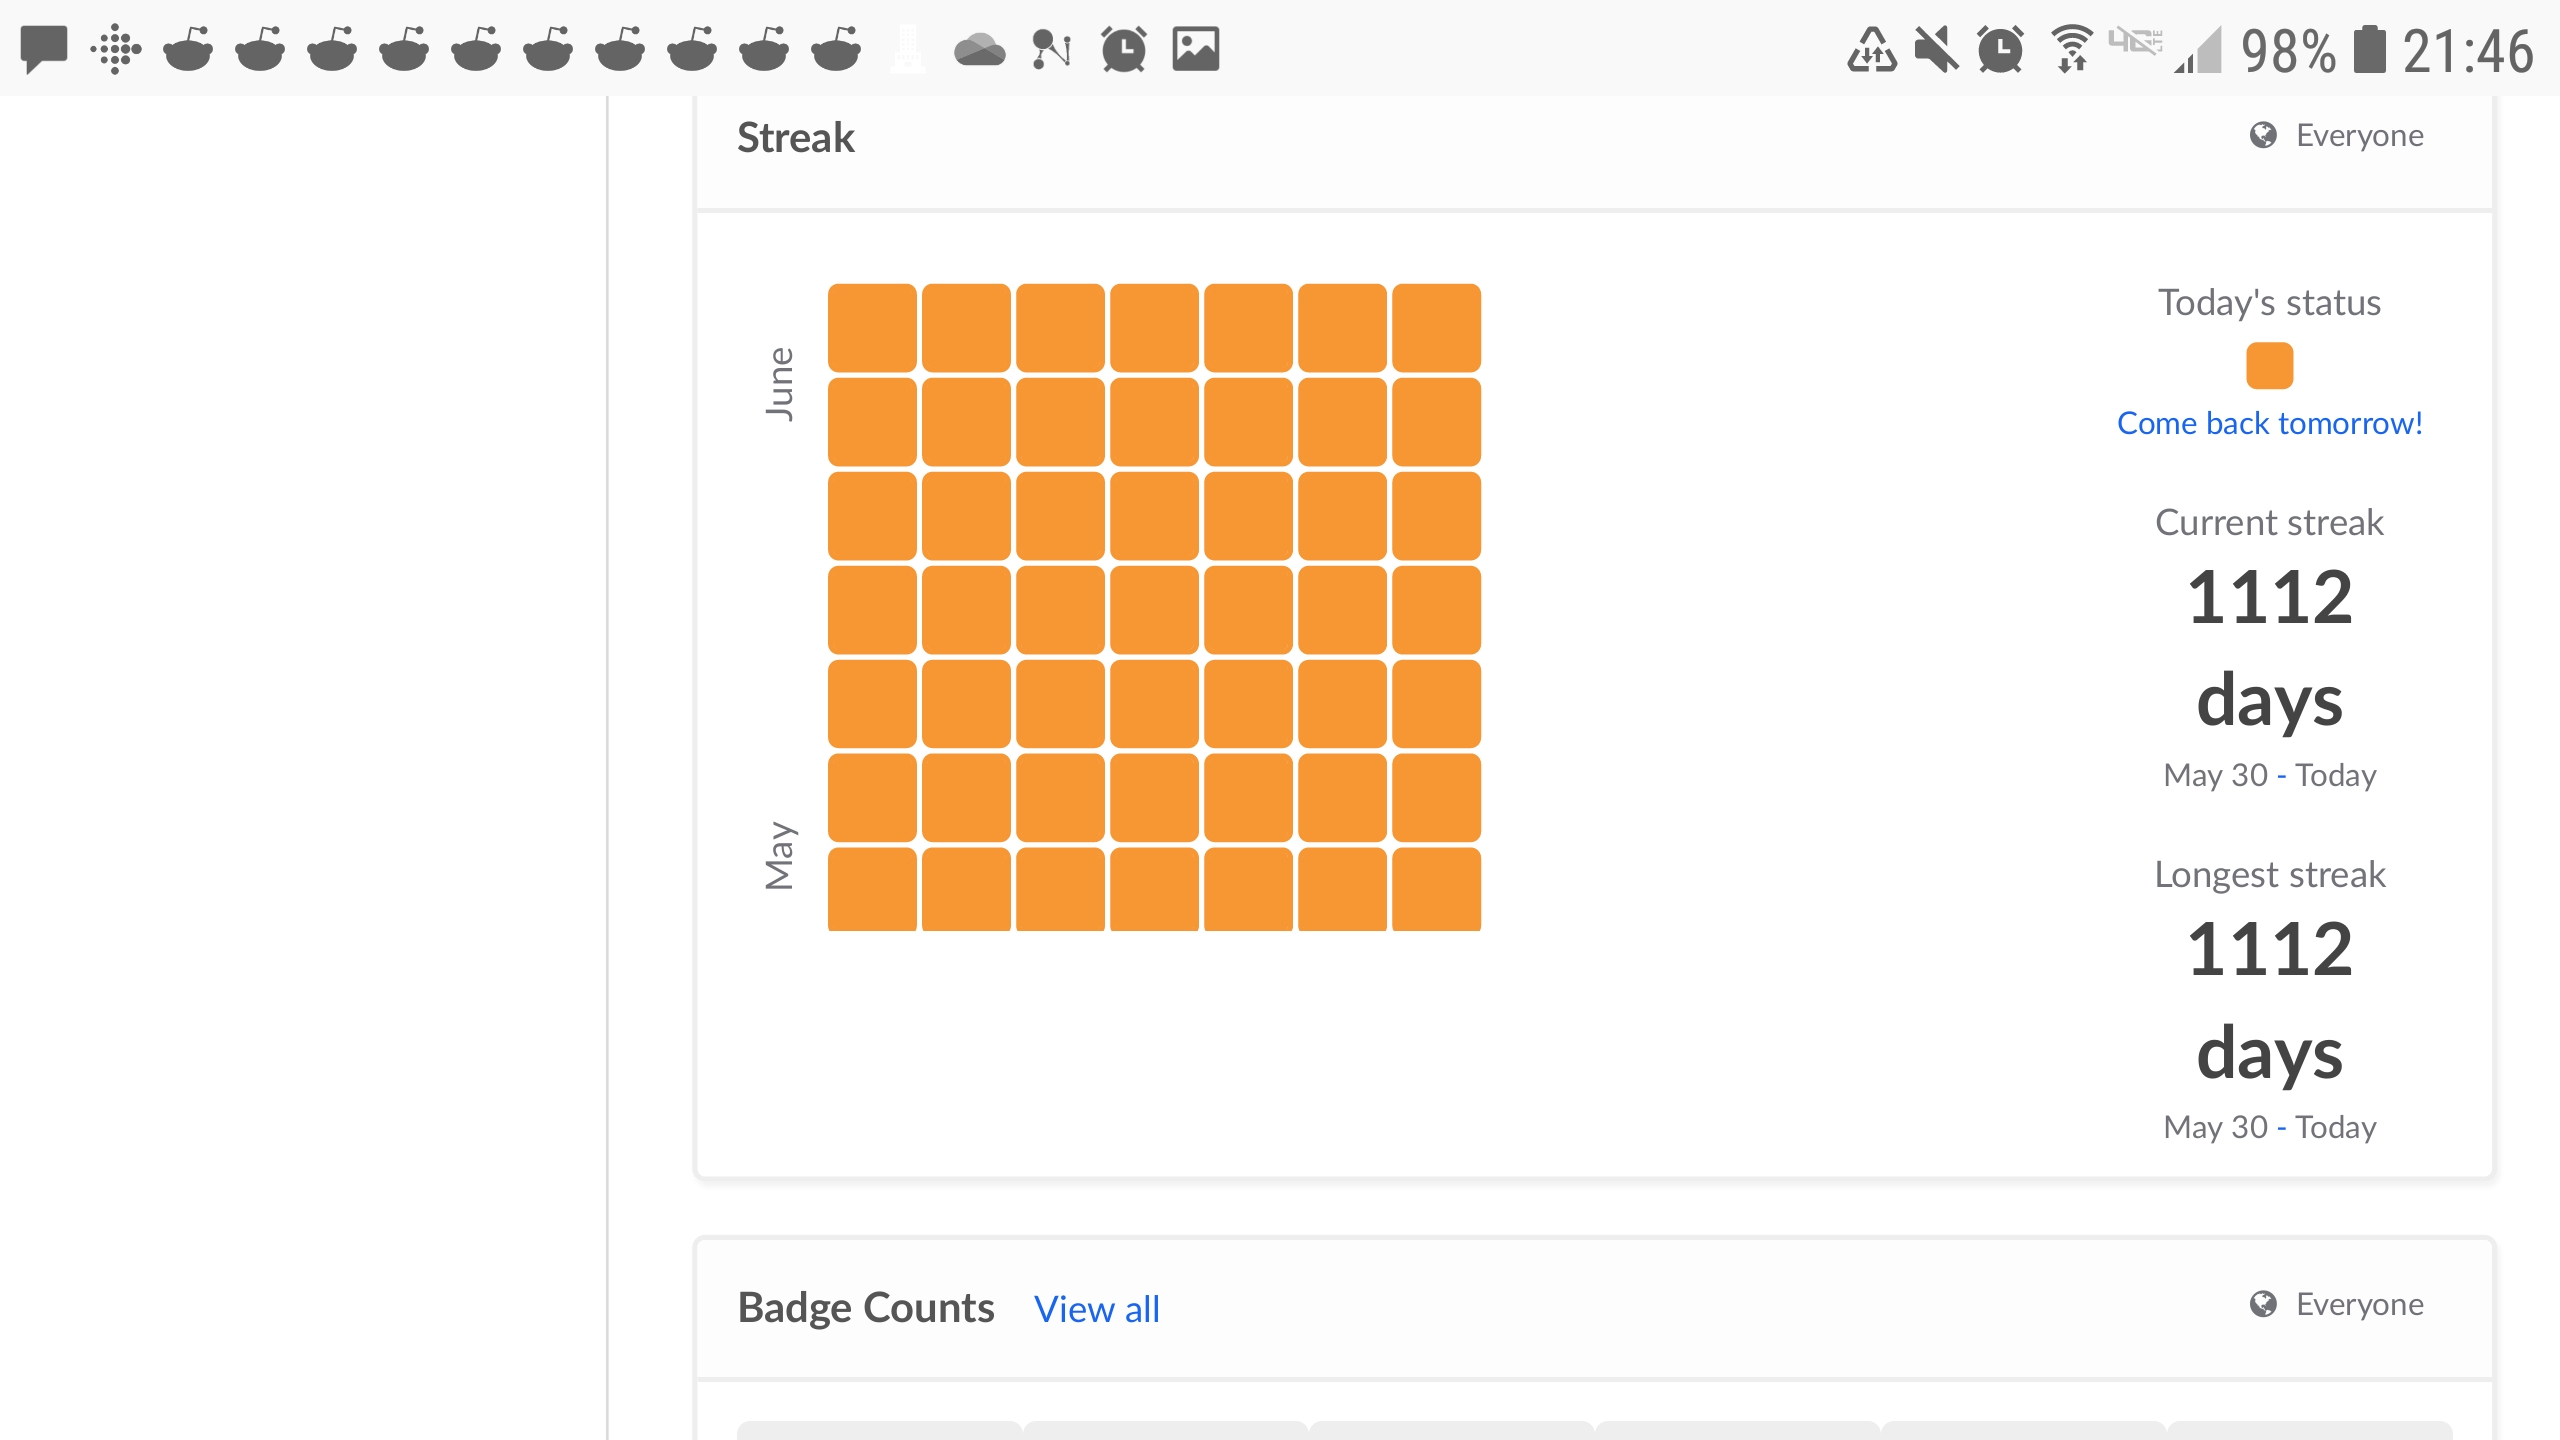 98% 21:46
Streak
Everyone
June
May
Today's status
Come back tomorrow!
Current streak
1112
days
May 30 - Today
Longest streak
1112
days
May 30 - Today
Badge Counts View all
Everyone